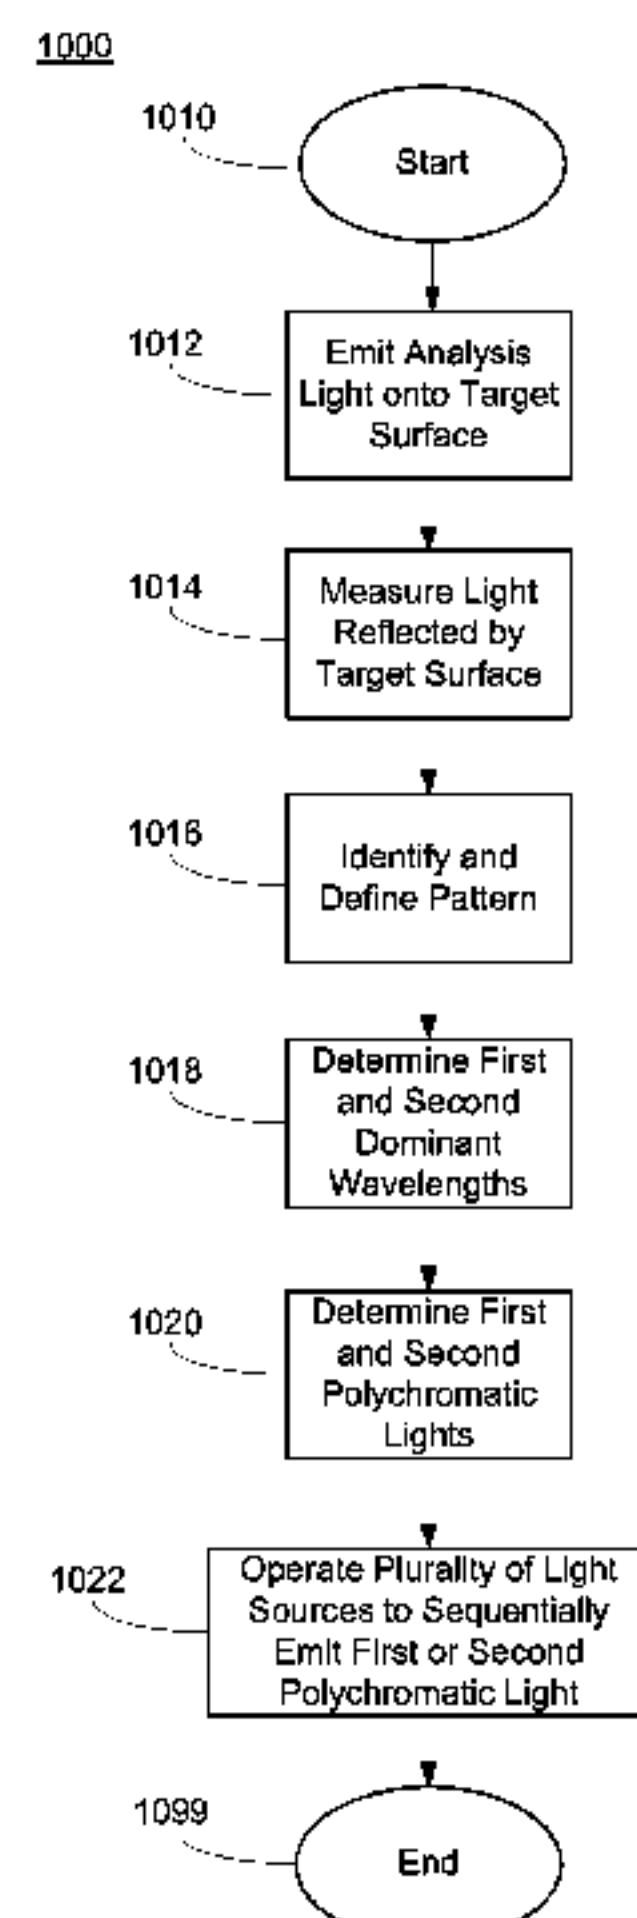 1000
1010
Start
1012
Emit Analysis
Light onto Target
Surface
1014
Measure Light
Reflected by
Target Surface
1016
Identify and
Define Pattern
1018
Determine First
and Second
Dominant
Wavelengths
1020
Determine First
and Second
Polychromatic
Lights
1022
Operate Plurality of Light
Sources to Sequentially
Emit First or Second
Polychromatic Light
1099
End